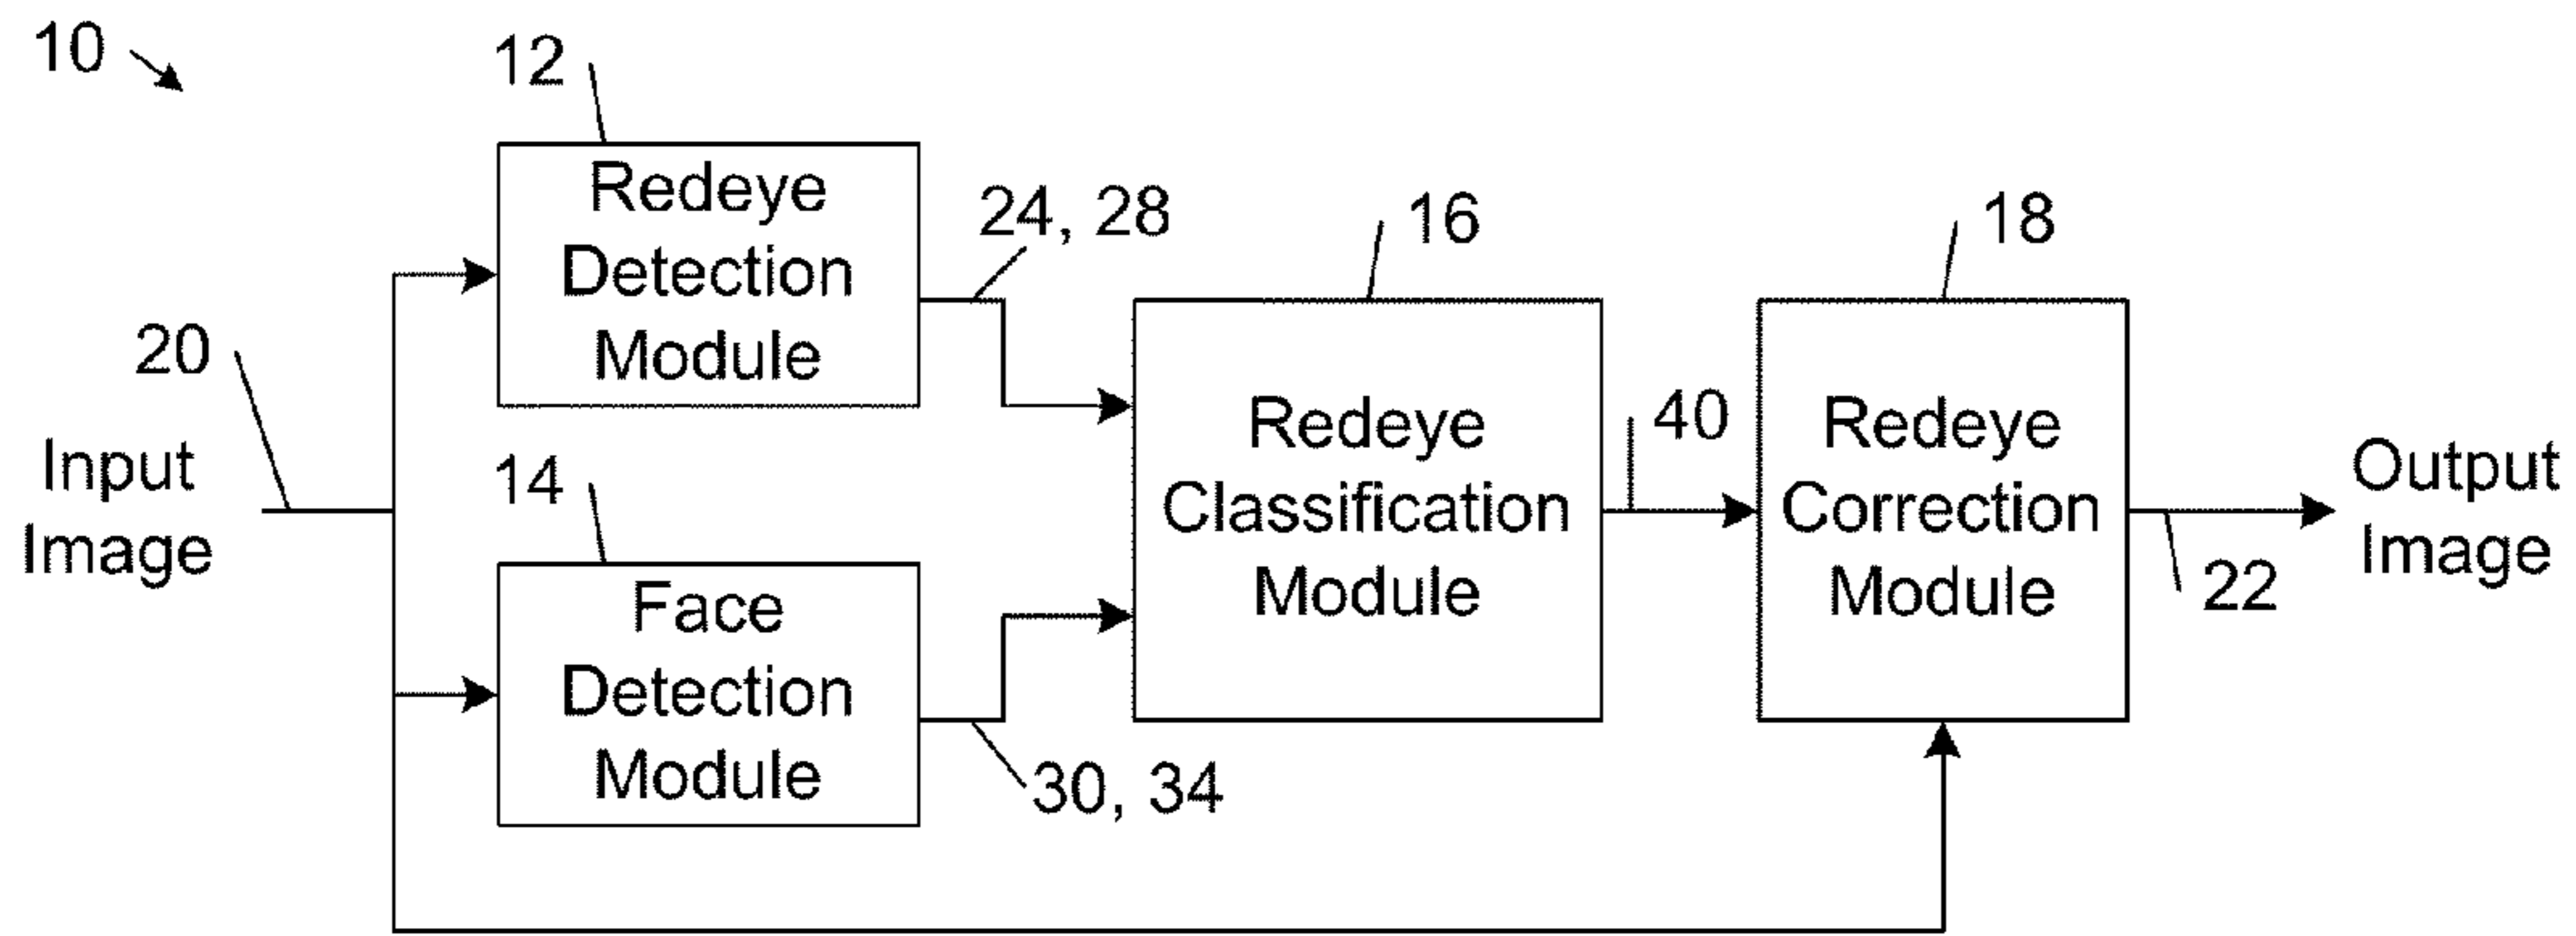 10
12
Redeye
Detection
Module
24, 28
16
18
20
Input
Image
14
Face
Detection
Module
30, 34
Redeye
Classification
Module
40
Redeye
Correction
Module
22
Output
Image